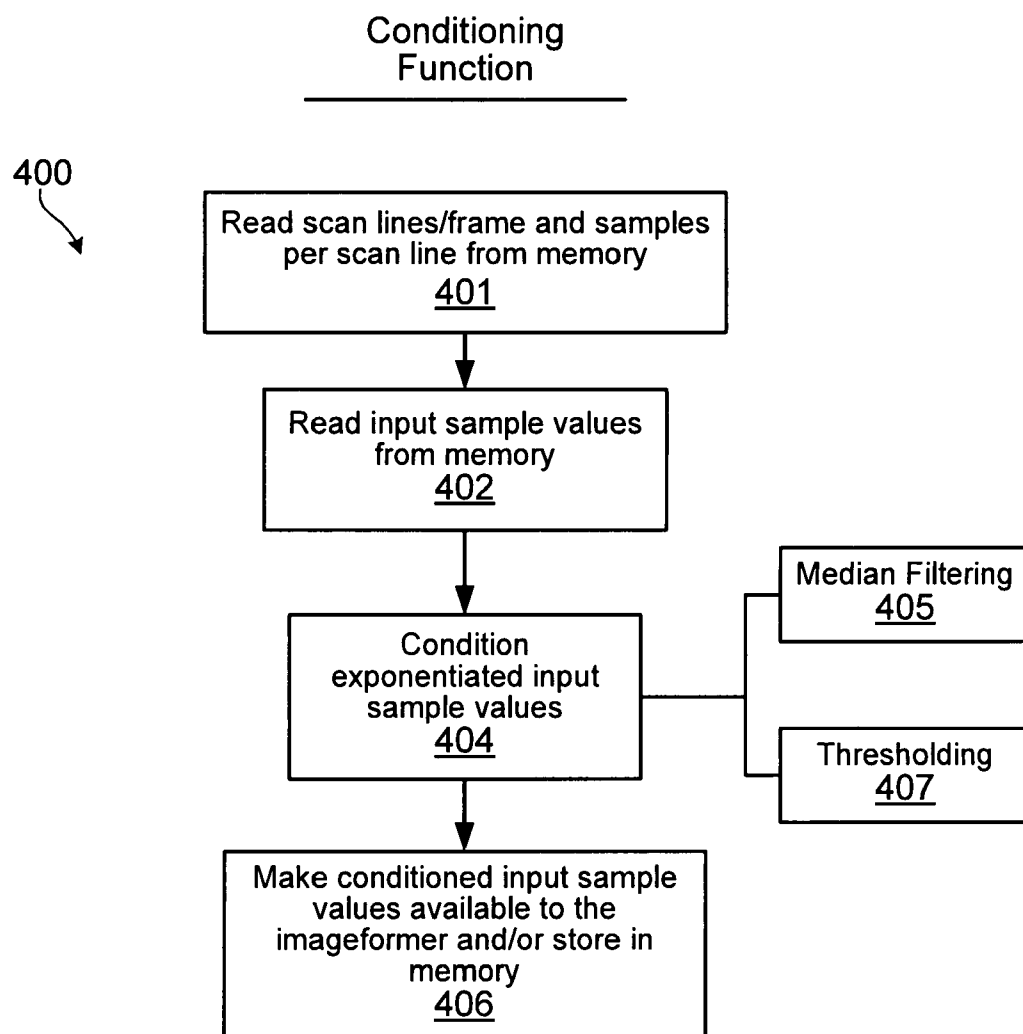 Conditioning
Function
400
Read scan lines/frame and samples
per scan line from memory
401
Read input sample values
from memory
402
Condition
exponentiated input
sample values
404
Median Filtering
405
Thresholding
407
Make conditioned input sample
values available to the
imageformer and/or store in
memory
406